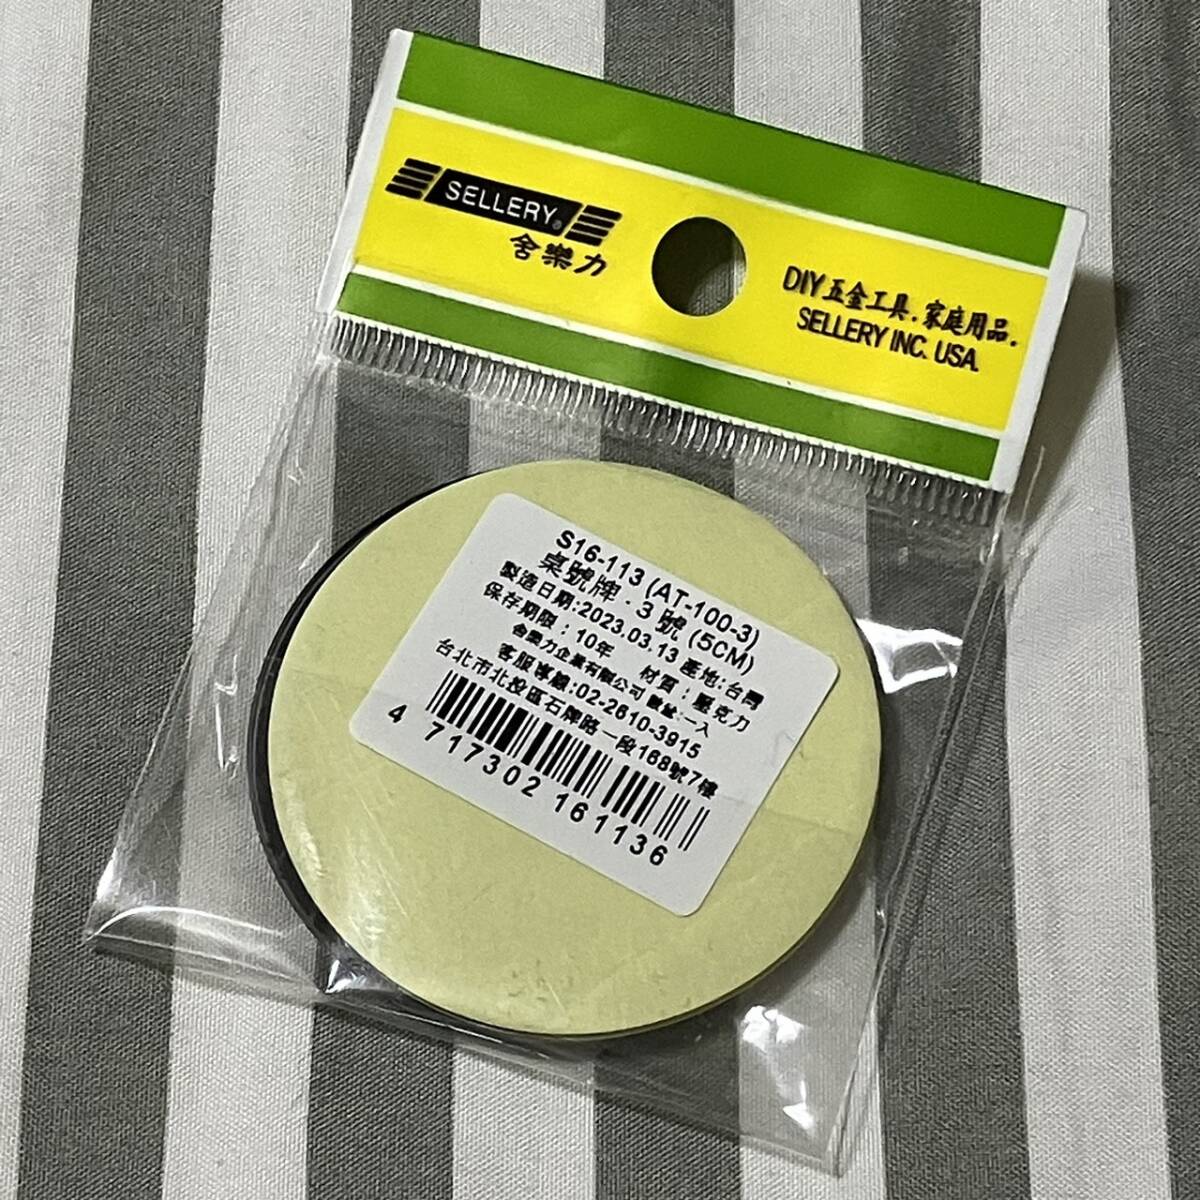 SELLERY®
舍樂力
DIY五金工具.家庭用品.
SELLERY INC. USA.
S16-113 (AT-100-3)
桌號牌．3 號 (5CM)
製造日期:2023.03.13 產地:台灣
保存期限：10年 材質：壓克力
舍樂力企業有限公司 數量:一入
客服專線:02-2610-3915
台北市北投區石牌路一段168號7樓
4 717302 161136